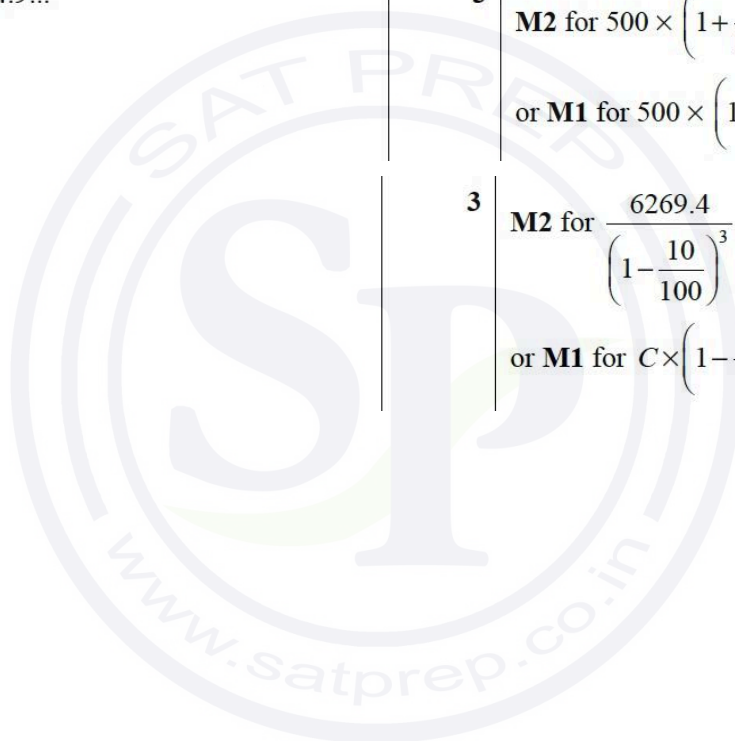 M2 for 500 × (1+
or M1 for 500 × (1
3 M2 for 6269.4 / (1 − 10/100)^3
or M1 for C × (1 −
SAT PREP
SP
www.satprep.co.in